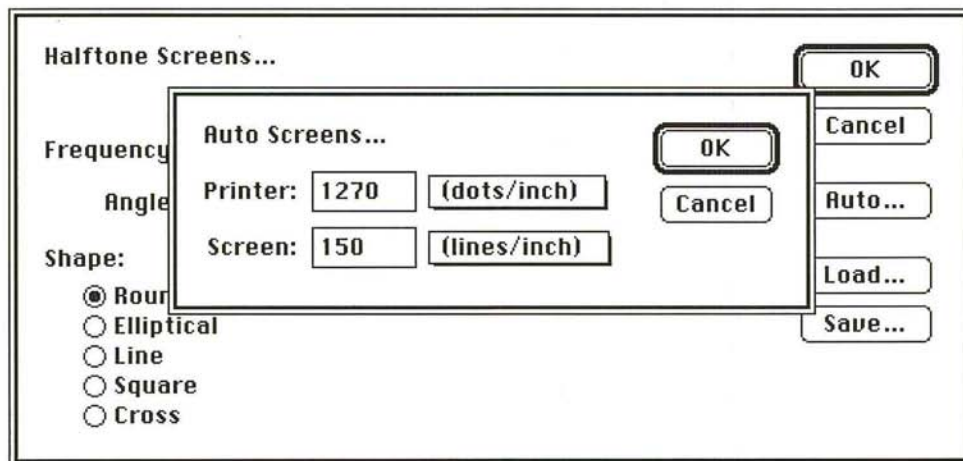 Halftone Screens...
OK
Cancel
Frequency
Angle
Auto...
Shape:
Load...
Save...
Elliptical
Line
Square
Cross
Auto Screens...
OK
Printer: 1270 (dots/inch)
Cancel
Screen: 150 (lines/inch)